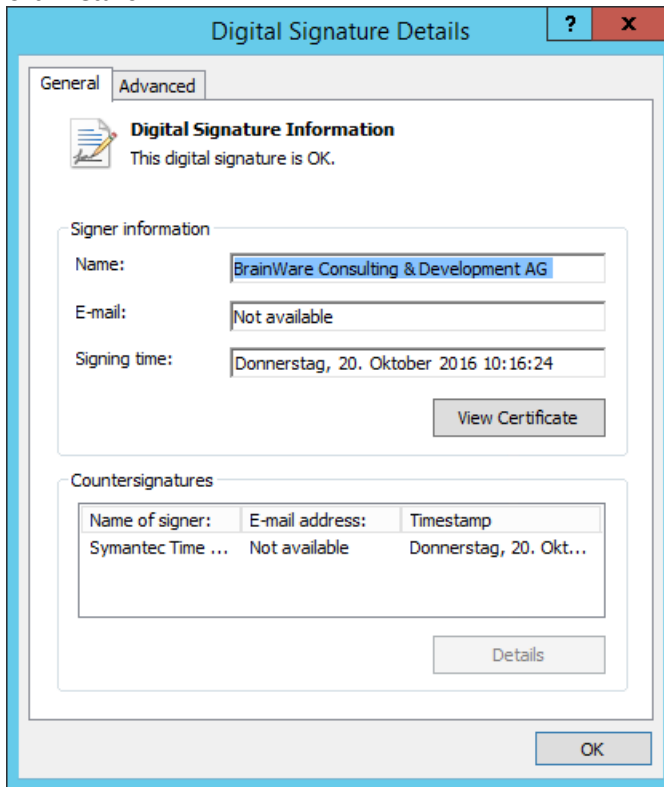 Digital Signature Details
? x
General Advanced
Digital Signature Information
This digital signature is OK.
Signer information
Name: BrainWare Consulting & Development AG
E-mail: Not available
Signing time: Donnerstag, 20. Oktober 2016 10:16:24
View Certificate
Countersignatures
Name of signer: E-mail address: Timestamp
Symantec Time ... Not available Donnerstag, 20. Okt...
Details
OK